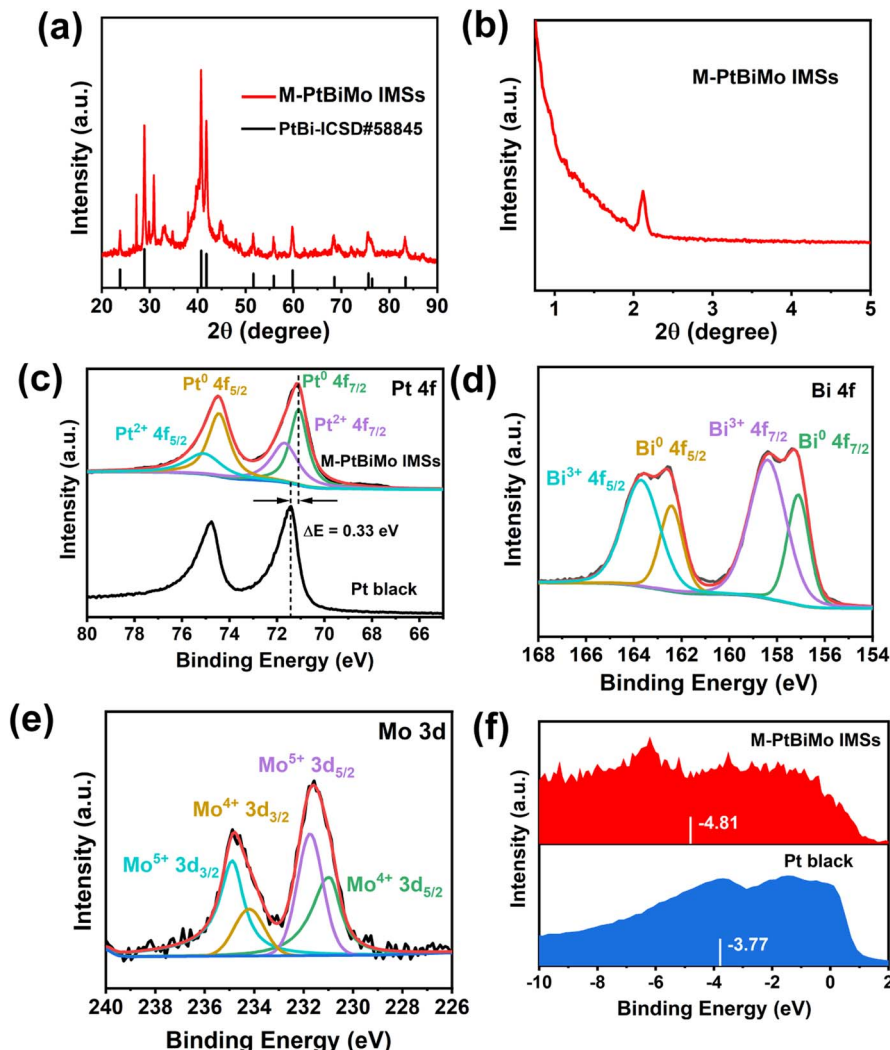 (a)
Intensity (a.u.)
M-PtBiMo IMSs
PtBi-ICSD#58845
20 30 40 50 60 70 80 90
2θ (degree)
(b)
Intensity (a.u.)
M-PtBiMo IMSs
1 2 3 4 5
2θ (degree)
(c)
Intensity (a.u.)
Pt 4f
Pt⁰ 4f₅/₂
Pt⁰ 4f₇/₂
Pt²⁺ 4f₅/₂
Pt²⁺ 4f₇/₂
M-PtBiMo IMSs
ΔE = 0.33 eV
Pt black
80 78 76 74 72 70 68 66
Binding Energy (eV)
(d)
Intensity (a.u.)
Bi 4f
Bi³⁺ 4f₅/₂
Bi⁰ 4f₅/₂
Bi³⁺ 4f₇/₂
Bi⁰ 4f₇/₂
168 166 164 162 160 158 156 154
Binding Energy (eV)
(e)
Intensity (a.u.)
Mo 3d
Mo⁵⁺ 3d₅/₂
Mo⁴⁺ 3d₃/₂
Mo⁵⁺ 3d₃/₂
Mo⁴⁺ 3d₅/₂
240 238 236 234 232 230 228 226
Binding Energy (eV)
(f)
Intensity (a.u.)
M-PtBiMo IMSs
-4.81
Pt black
-3.77
-10 -8 -6 -4 -2 0 2
Binding Energy (eV)